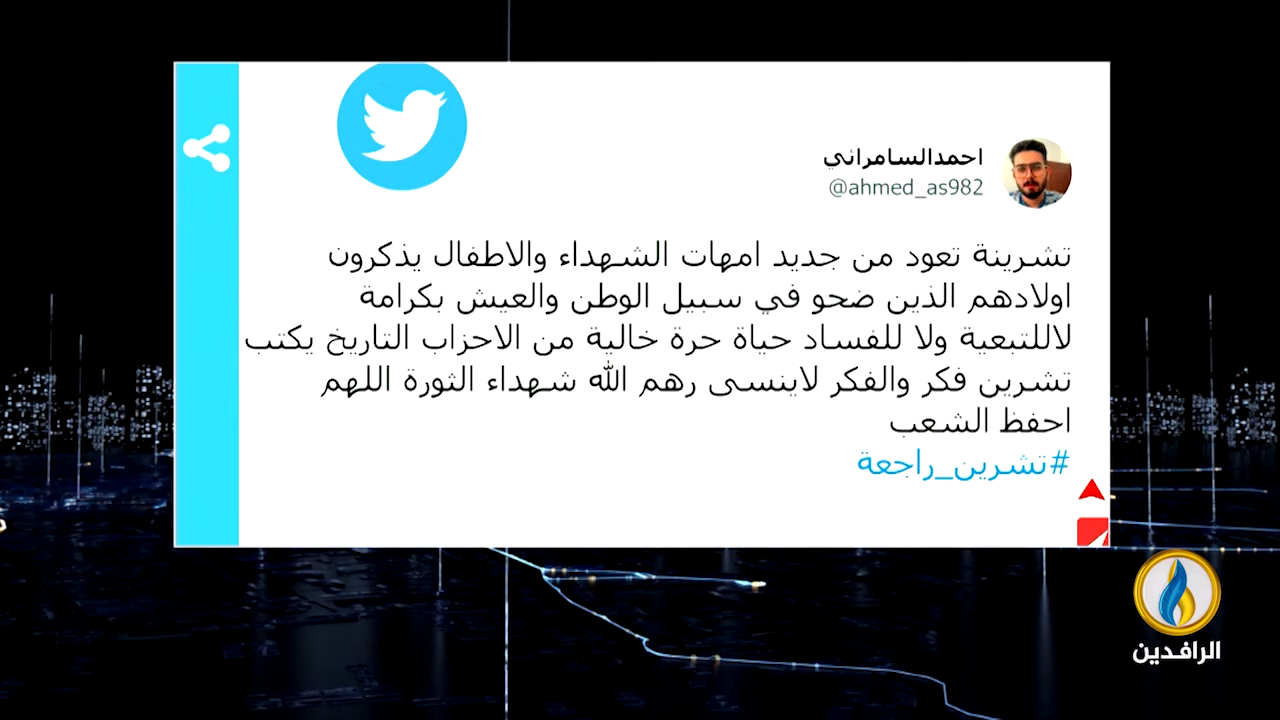 احمدالسامرائي
@ahmed_as982
تشرينة تعود من جديد امهات الشهداء والاطفال يذكرون
اولادهم الذين ضحو في سبيل الوطن والعيش بكرامة
لاللتبعية ولا للفساد حياة حرة خالية من الاحزاب التاريخ يكتب
تشرين فكر والفكر لاينسى رهم الله شهداء الثورة اللهم
احفظ الشعب
#تشرين_راجعة
الرافدين